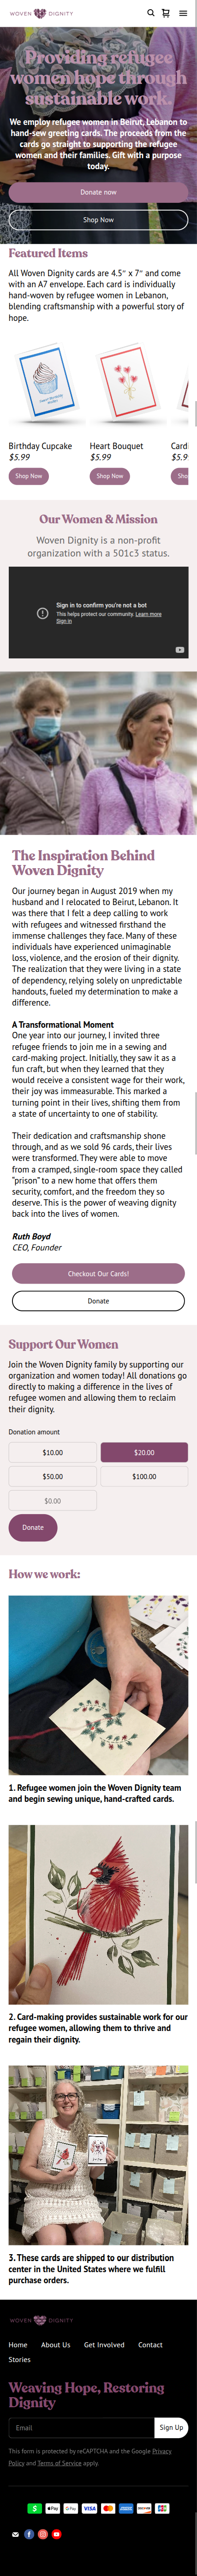 WOVEN DIGNITY
Providing refugee
women hope through
sustainable work.
We employ refugee women in Beirut, Lebanon to
hand-sew greeting cards. The proceeds from the
cards go straight to supporting the refugee
women and their families. Gift with a purpose
today.
Donate now
Shop Now
Featured Items
All Woven Dignity cards are 4.5″ x 7″ and come
with an A7 envelope. Each card is individually
hand-woven by refugee women in Lebanon,
blending craftsmanship with a powerful story of
hope.
Birthday Cupcake
$5.99
Shop Now
Heart Bouquet
$5.99
Shop Now
Cardi
$5.9
Sho
Our Women & Mission
Woven Dignity is a non-profit
organization with a 501c3 status.
Sign in to confirm you're not a bot
This helps protect our community. Learn more
Sign in
The Inspiration Behind
Woven Dignity
Our journey began in August 2019 when my
husband and I relocated to Beirut, Lebanon. It
was there that I felt a deep calling to work
with refugees and witnessed firsthand the
immense challenges they face. Many of these
individuals have experienced unimaginable
loss, violence, and the erosion of their dignity.
The realization that they were living in a state
of dependency, relying solely on unpredictable
handouts, fueled my determination to make a
difference.
A Transformational Moment
One year into our journey, I invited three
refugee friends to join me in a sewing and
card-making project. Initially, they saw it as a
fun craft, but when they learned that they
would receive a consistent wage for their work,
their joy was immeasurable. This marked a
turning point in their lives, shifting them from
a state of uncertainty to one of stability.
Their dedication and craftsmanship shone
through, and as we sold 96 cards, their lives
were transformed. They were able to move
from a cramped, single-room space they called
“prison” to a new home that offers them
security, comfort, and the freedom they so
deserve. This is the power of weaving dignity
back into the lives of women.
Ruth Boyd
CEO, Founder
Checkout Our Cards!
Donate
Support Our Women
Join the Woven Dignity family by supporting our
organization and women today! All donations go
directly to making a difference in the lives of
refugee women and allowing them to reclaim
their dignity.
Donation amount
$10.00
$20.00
$50.00
$100.00
$0.00
Donate
How we work:
1. Refugee women join the Woven Dignity team
and begin sewing unique, hand-crafted cards.
2. Card-making provides sustainable work for our
refugee women, allowing them to thrive and
regain their dignity.
3. These cards are shipped to our distribution
center in the United States where we fulfill
purchase orders.
WOVEN DIGNITY
Home About Us Get Involved Contact
Stories
Weaving Hope, Restoring
Dignity
Email
Sign Up
This form is protected by reCAPTCHA and the Google Privacy
Policy and Terms of Service apply.